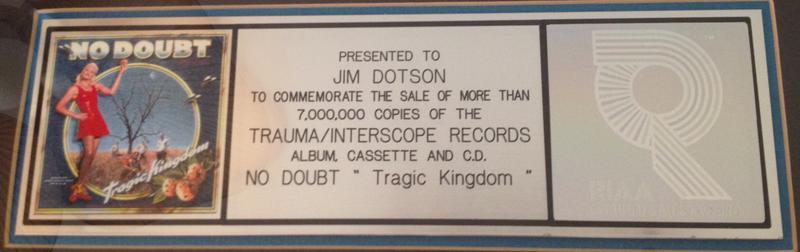 NO DOUBT
Tragic Kingdom
PRESENTED TO
JIM DOTSON
TO COMMEMORATE THE SALE OF MORE THAN
7,000,000 COPIES OF THE
TRAUMA/INTERSCOPE RECORDS
ALBUM, CASSETTE AND C.D.
NO DOUBT " Tragic Kingdom "
RIAA